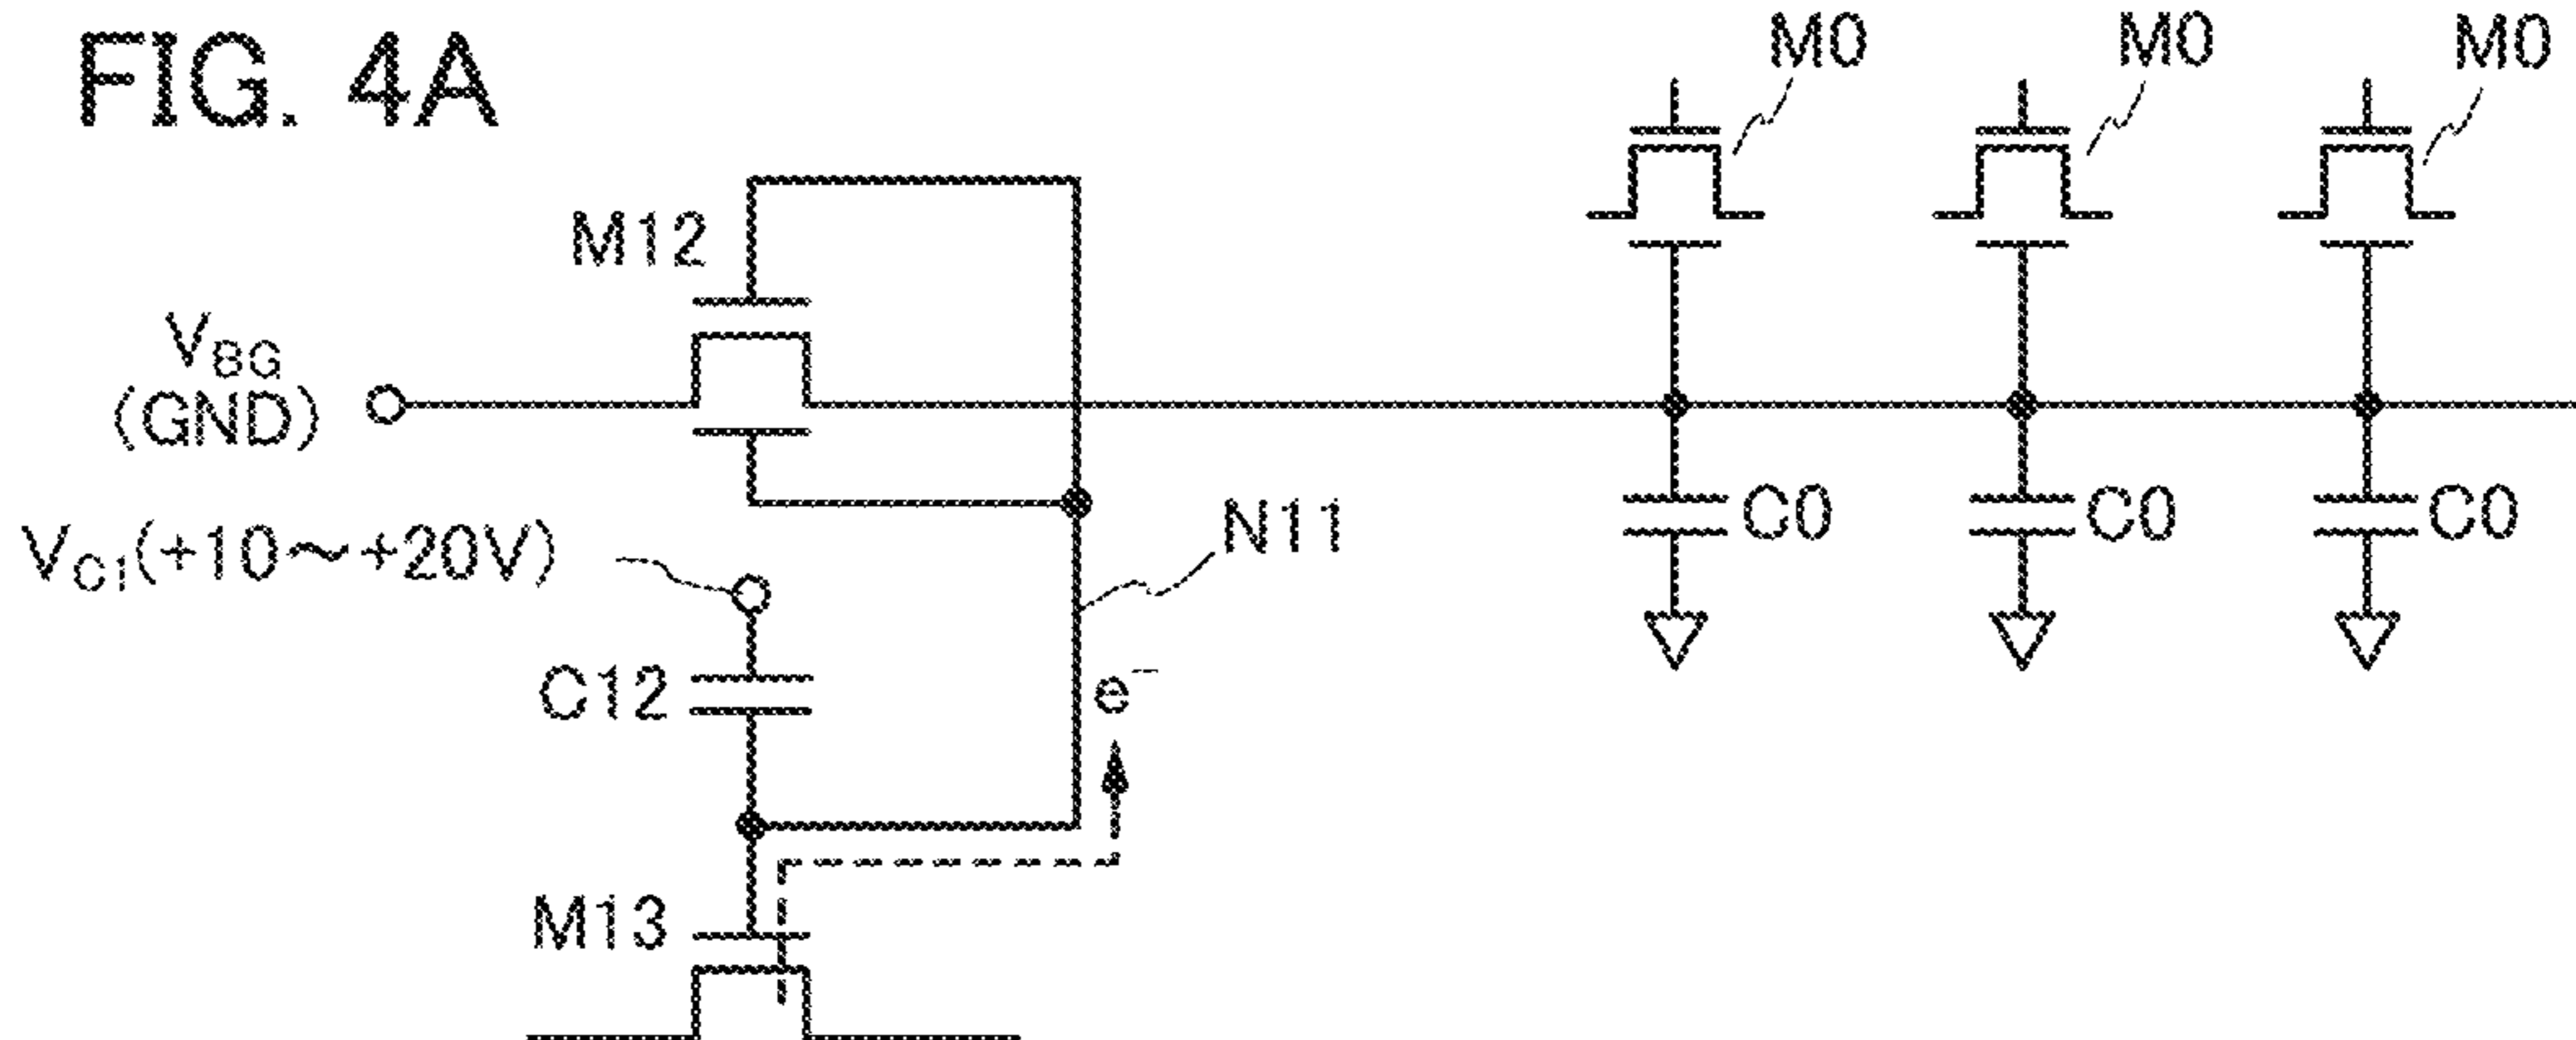 FIG. 4A
M0 M0 M0
M12
VBG
(GND)
VC1(+10～+20V)
N11
C0 C0 C0
C12
e⁻
M13